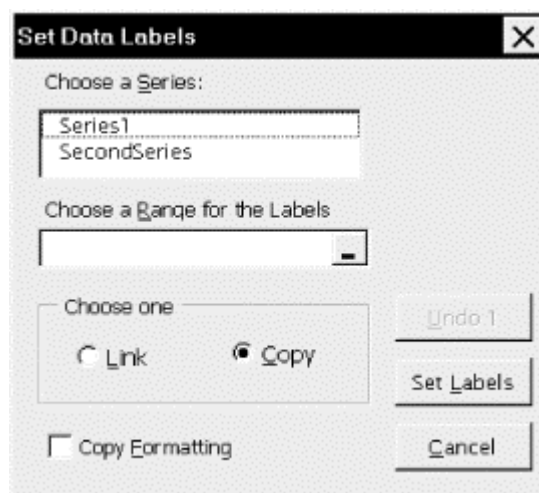 Set Data Labels
Choose a Series:
Series1
SecondSeries
Choose a Range for the Labels
Choose one
Link
Copy
Undo 1
Set Labels
Copy Formatting
Cancel